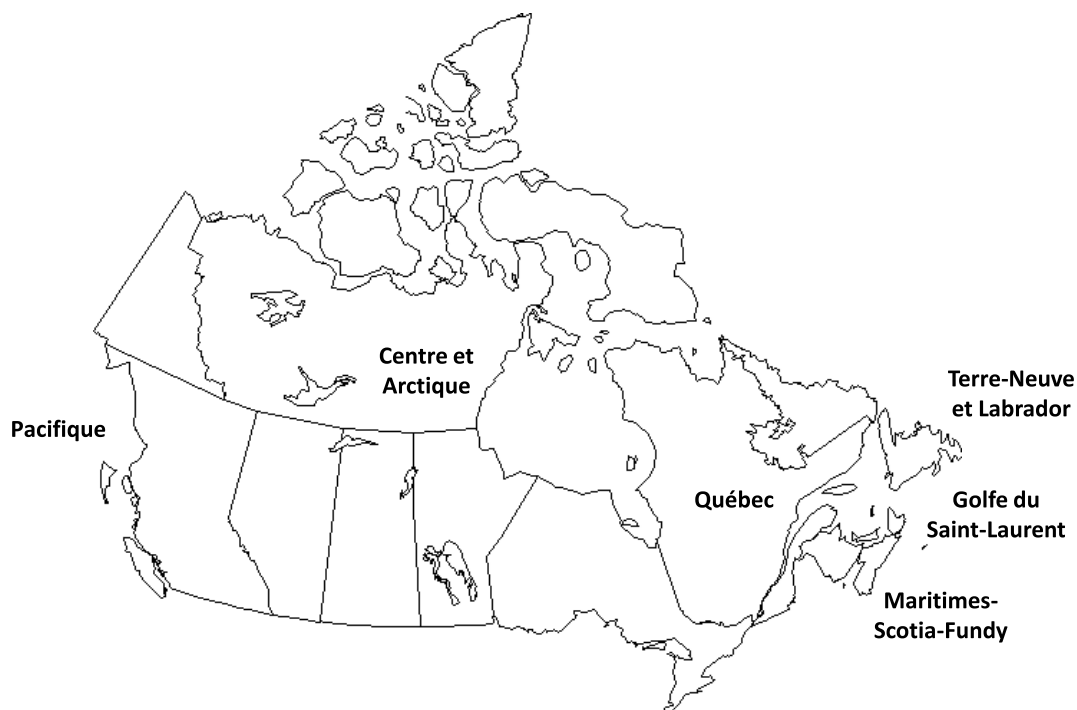 Centre et
Arctique
Terre-Neuve
et Labrador
Pacifique
Québec
Golfe du
Saint-Laurent
Maritimes-
Scotia-Fundy